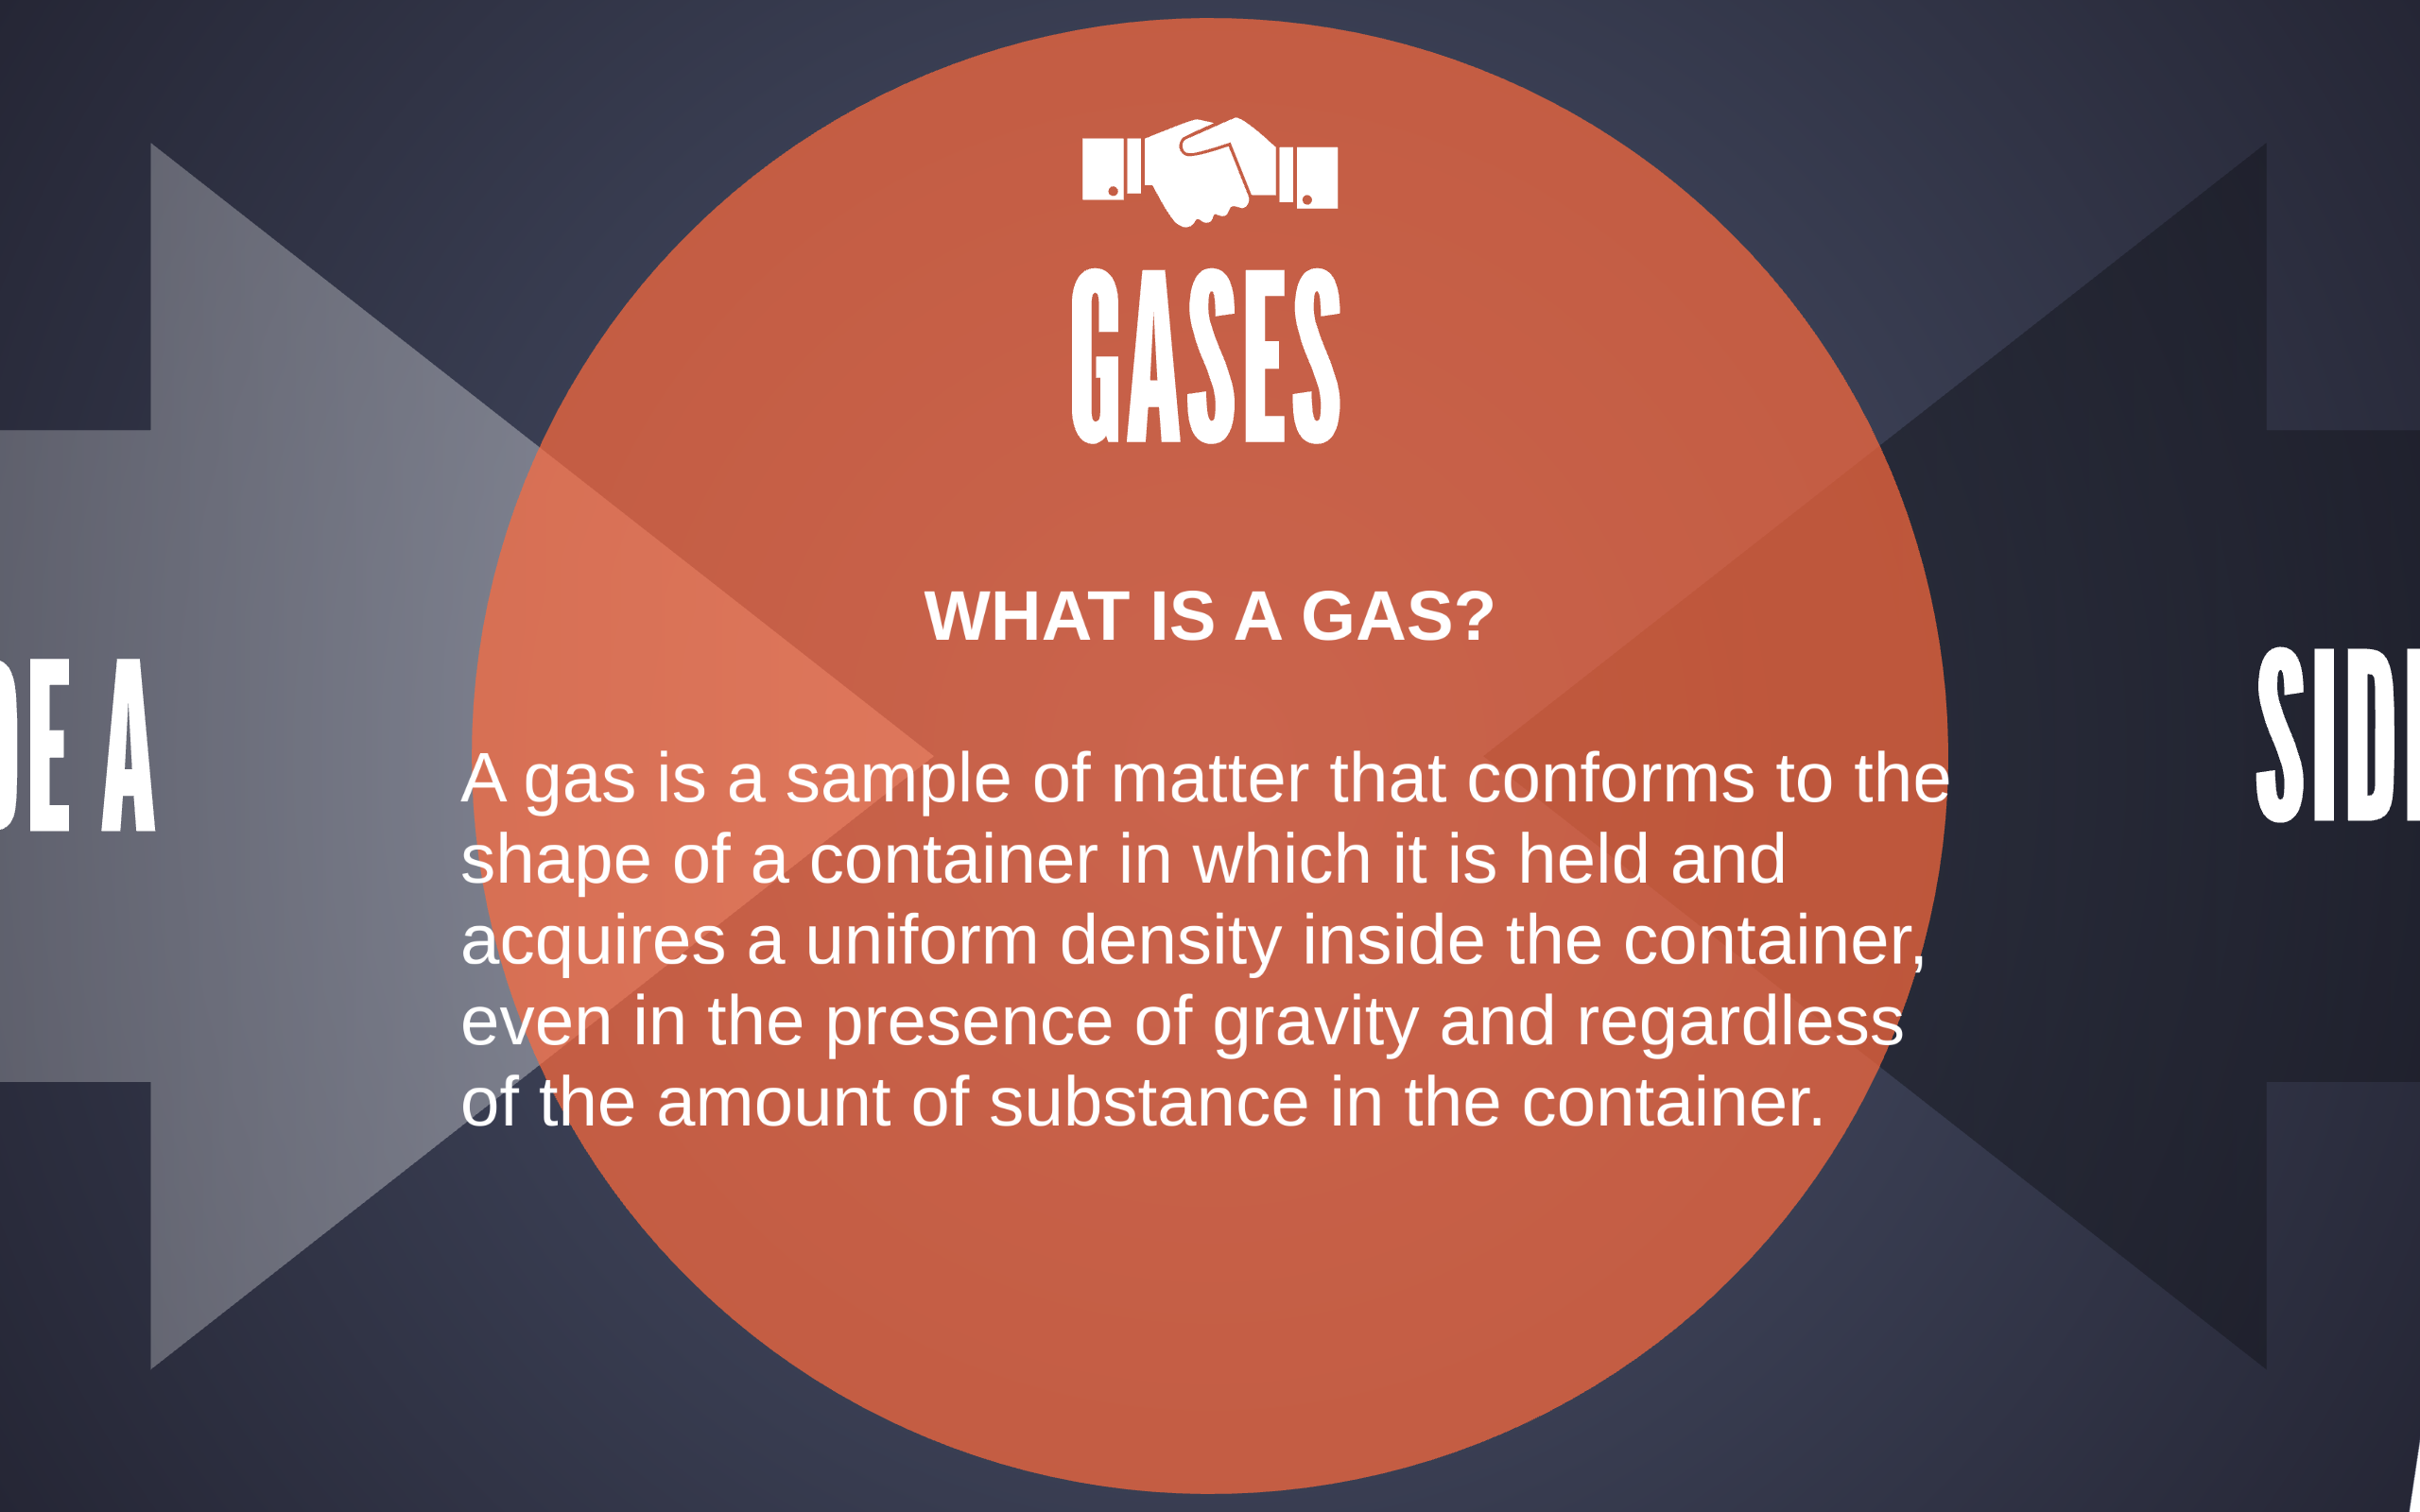 GASES
WHAT IS A GAS?
DE A
SID
A gas is a sample of matter that conforms to the
shape of a container in which it is held and
acquires a uniform density inside the container,
even in the presence of gravity and regardless
of the amount of substance in the container.